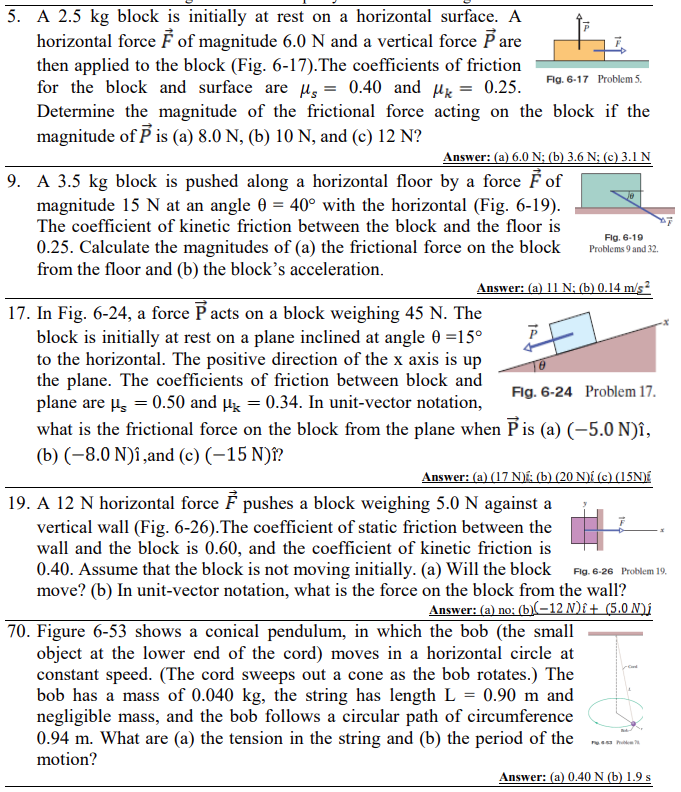 5. A 2.5 kg block is initially at rest on a horizontal surface. A
horizontal force F⃗ of magnitude 6.0 N and a vertical force P⃗ are
then applied to the block (Fig. 6-17).The coefficients of friction
for the block and surface are μₛ = 0.40 and μₖ = 0.25.
Determine the magnitude of the frictional force acting on the block if the
magnitude of P⃗ is (a) 8.0 N, (b) 10 N, and (c) 12 N?
P⃗
F⃗
Fig. 6-17 Problem 5.
Answer: (a) 6.0 N; (b) 3.6 N; (c) 3.1 N
9. A 3.5 kg block is pushed along a horizontal floor by a force F⃗ of
magnitude 15 N at an angle θ = 40° with the horizontal (Fig. 6-19).
The coefficient of kinetic friction between the block and the floor is
0.25. Calculate the magnitudes of (a) the frictional force on the block
from the floor and (b) the block's acceleration.
θ
F⃗
Fig. 6-19
Problems 9 and 32.
Answer: (a) 11 N; (b) 0.14 m/s²
17. In Fig. 6-24, a force P⃗ acts on a block weighing 45 N. The
block is initially at rest on a plane inclined at angle θ =15°
to the horizontal. The positive direction of the x axis is up
the plane. The coefficients of friction between block and
plane are μₛ = 0.50 and μₖ = 0.34. In unit-vector notation,
what is the frictional force on the block from the plane when P⃗ is (a) (−5.0 N)î,
(b) (−8.0 N)î ,and (c) (−15 N)î?
P⃗
x
θ
Fig. 6-24 Problem 17.
Answer: (a) (17 N)î; (b) (20 N)î (c) (15N)î
19. A 12 N horizontal force F⃗ pushes a block weighing 5.0 N against a
vertical wall (Fig. 6-26).The coefficient of static friction between the
wall and the block is 0.60, and the coefficient of kinetic friction is
0.40. Assume that the block is not moving initially. (a) Will the block
move? (b) In unit-vector notation, what is the force on the block from the wall?
y
F⃗
x
Fig. 6-26 Problem 19.
Answer: (a) no; (b)(−12 N)î + (5.0 N)ĵ
70. Figure 6-53 shows a conical pendulum, in which the bob (the small
object at the lower end of the cord) moves in a horizontal circle at
constant speed. (The cord sweeps out a cone as the bob rotates.) The
bob has a mass of 0.040 kg, the string has length L = 0.90 m and
negligible mass, and the bob follows a circular path of circumference
0.94 m. What are (a) the tension in the string and (b) the period of the
motion?
Cord
L
Bob
Fig. 6-53 Problem 70.
Answer: (a) 0.40 N (b) 1.9 s